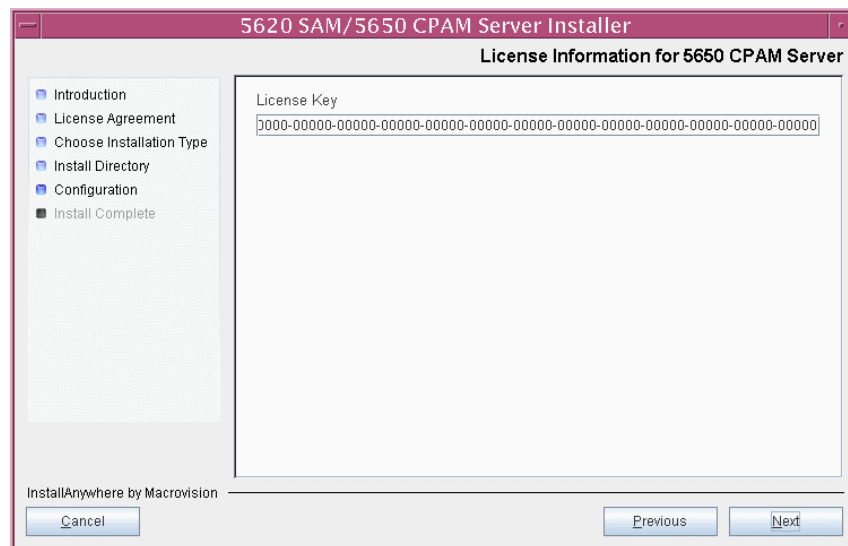 5620 SAM/5650 CPAM Server Installer
License Information for 5650 CPAM Server
Introduction
License Agreement
Choose Installation Type
Install Directory
Configuration
Install Complete
License Key
0000-00000-00000-00000-00000-00000-00000-00000-00000-00000-00000-00000-00000
InstallAnywhere by Macrovision
Cancel
Previous
Next